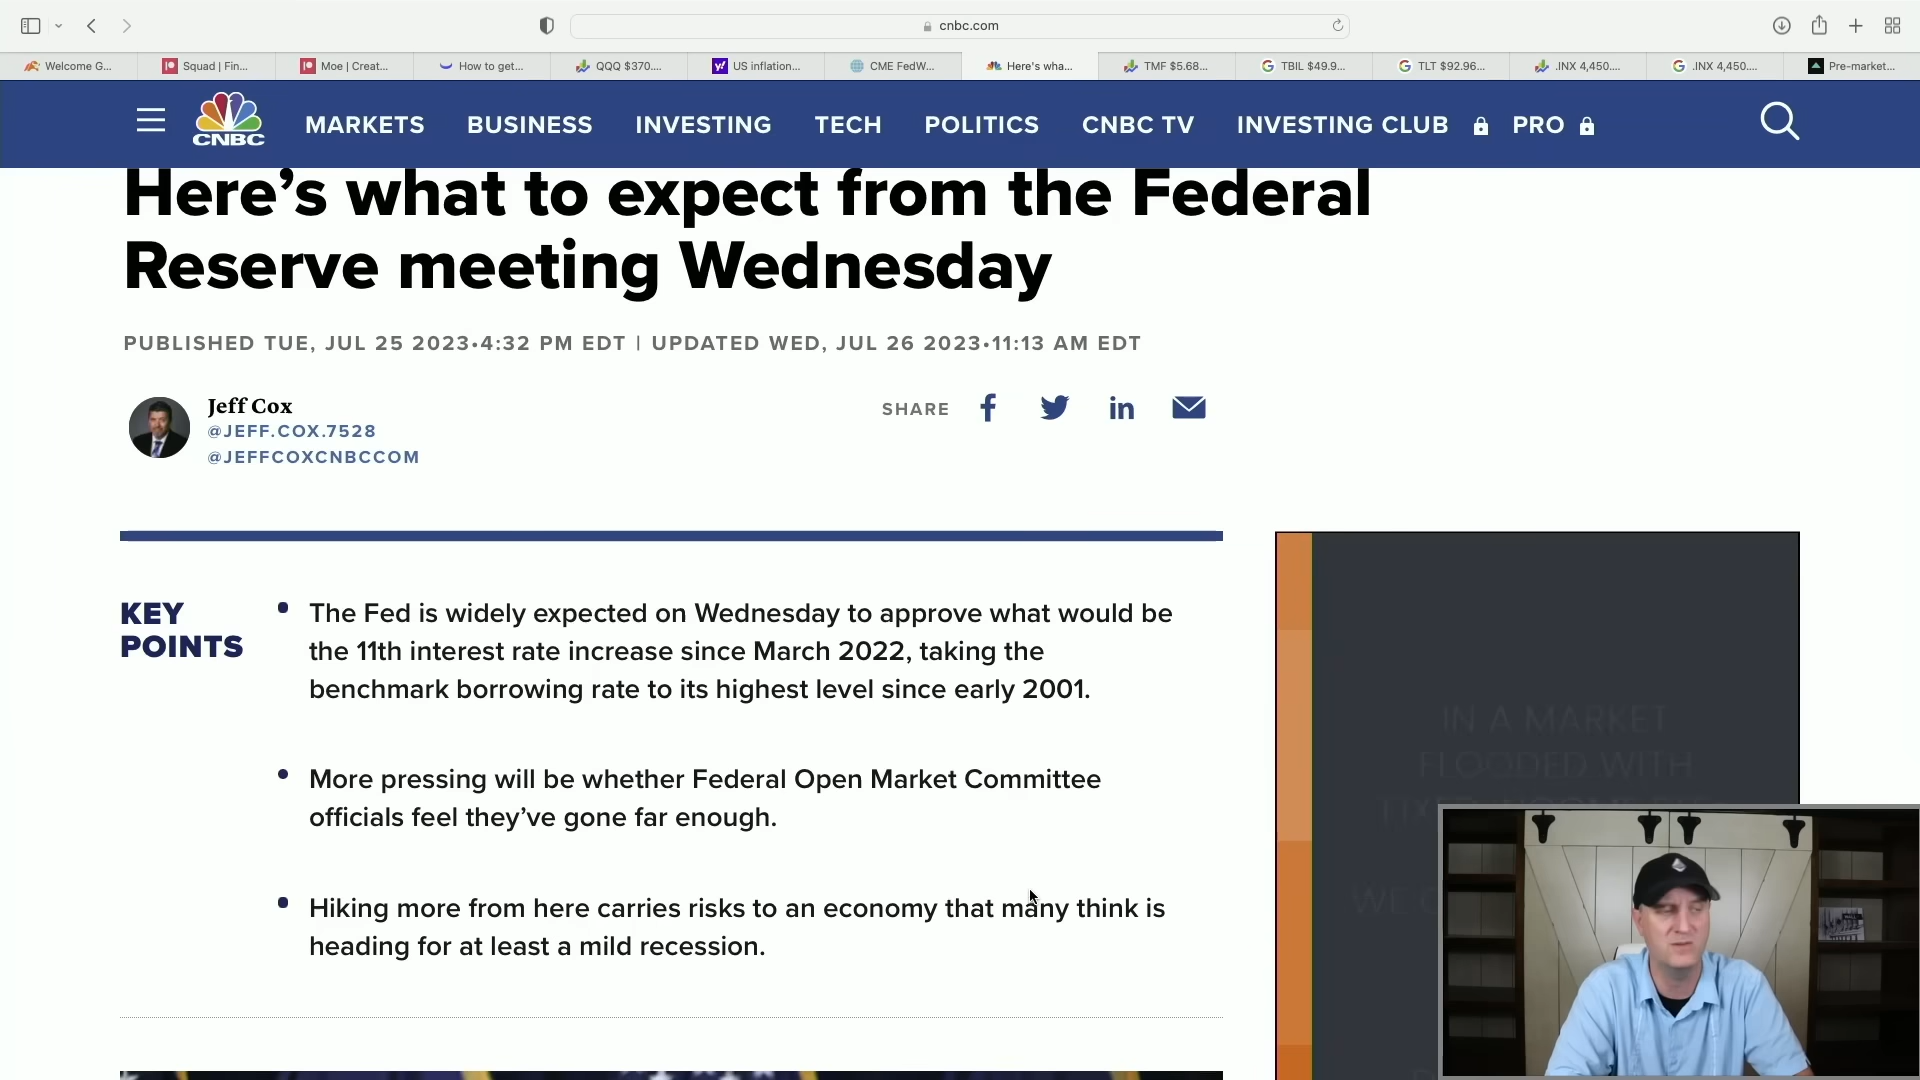 cnbc.com
Welcome G...
Squad | Fin...
Moe | Creat...
How to get...
QQQ $370....
US inflation...
CME FedW...
Here's wha...
TMF $5.68...
TBIL $49.9...
TLT $92.96...
.INX 4,450....
.INX 4,450....
Pre-market...
CNBC
MARKETS
BUSINESS
INVESTING
TECH
POLITICS
CNBC TV
INVESTING CLUB
PRO
Here’s what to expect from the Federal
Reserve meeting Wednesday
PUBLISHED TUE, JUL 25 2023•4:32 PM EDT | UPDATED WED, JUL 26 2023•11:13 AM EDT
Jeff Cox
@JEFF.COX.7528
@JEFFCOXCNBCCOM
SHARE
KEY
POINTS
The Fed is widely expected on Wednesday to approve what would be
the 11th interest rate increase since March 2022, taking the
benchmark borrowing rate to its highest level since early 2001.
More pressing will be whether Federal Open Market Committee
officials feel they’ve gone far enough.
Hiking more from here carries risks to an economy that many think is
heading for at least a mild recession.
IN A MARKET
FLOODED WITH